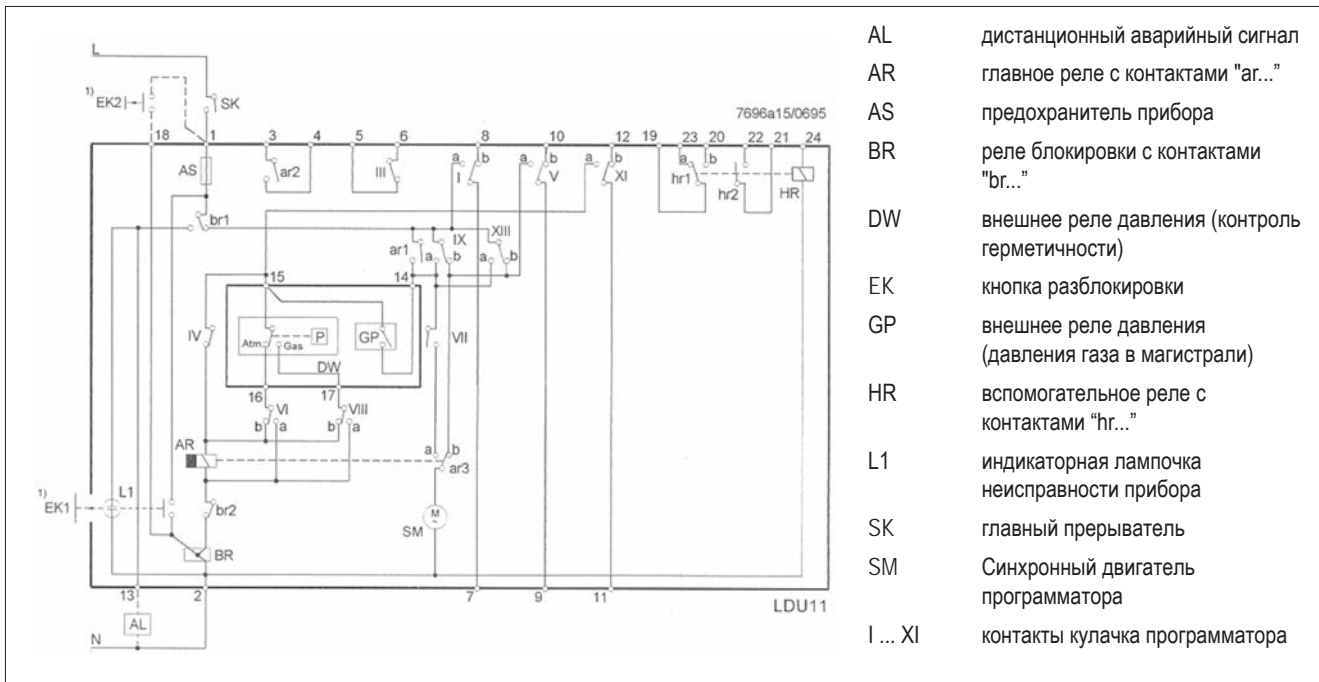 L
1) EK2
SK
7696a15/0695
18 1 3 4 5 6 8 10 12 19 23 20 22 21 24
AS
ar2
III
a b
I
a b
V
a b
XI
a b
hr1
hr2
HR
br1
ar1
IX
a b
XIII
a b
15 14
IV
Atm.
Gas
P
GP
DW
VII
16 17
VI
b a
VIII
b a
AR
a b
ar3
1) EK1
L1
br2
M
~
SM
BR
13 2 7 9 11
LDU11
AL
N
AL дистанционный аварийный сигнал
AR главное реле с контактами "ar...”
AS предохранитель прибора
BR реле блокировки с контактами
"br...”
DW внешнее реле давления (контроль
герметичности)
EK кнопка разблокировки
GP внешнее реле давления
(давления газа в магистрали)
HR вспомогательное реле с
контактами “hr...”
L1 индикаторная лампочка
неисправности прибора
SK главный прерыватель
SM Синхронный двигатель
программатора
I ... XI контакты кулачка программатора